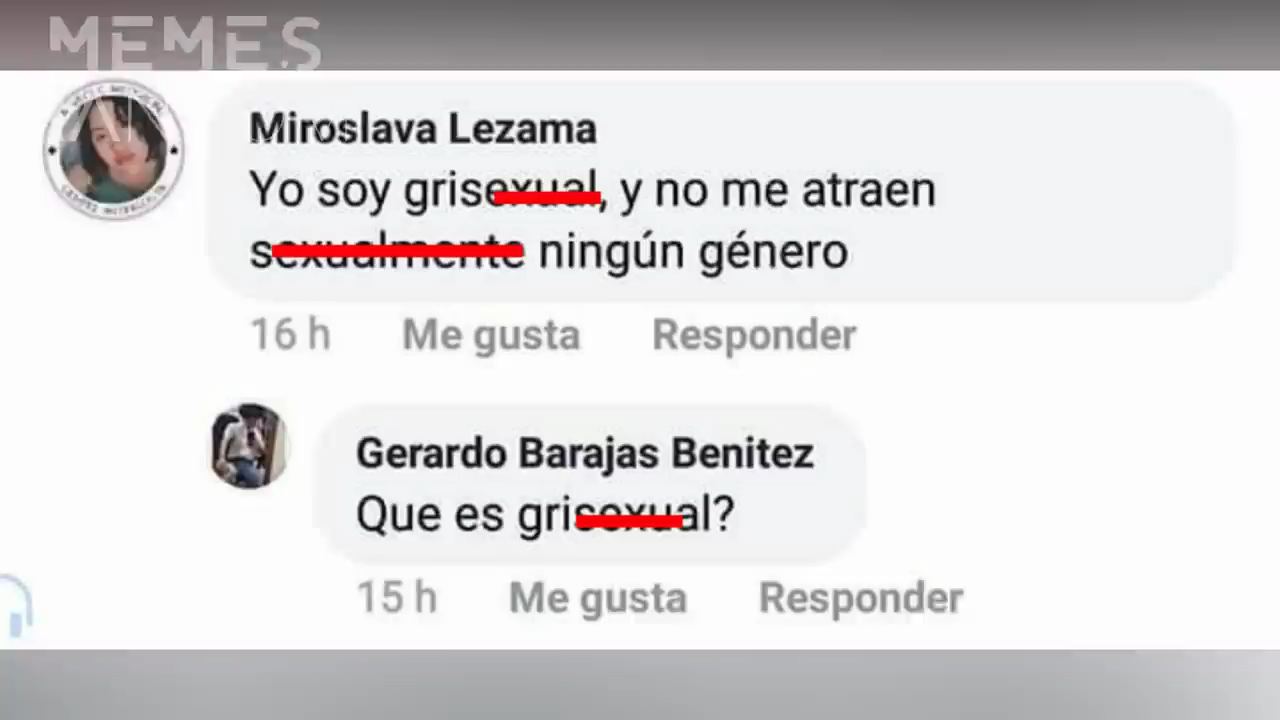 MEMES
Miroslava Lezama
Yo soy grisexual, y no me atraen
sexualmente ningún género
16 h Me gusta Responder
Gerardo Barajas Benitez
Que es grisexual?
15 h Me gusta Responder